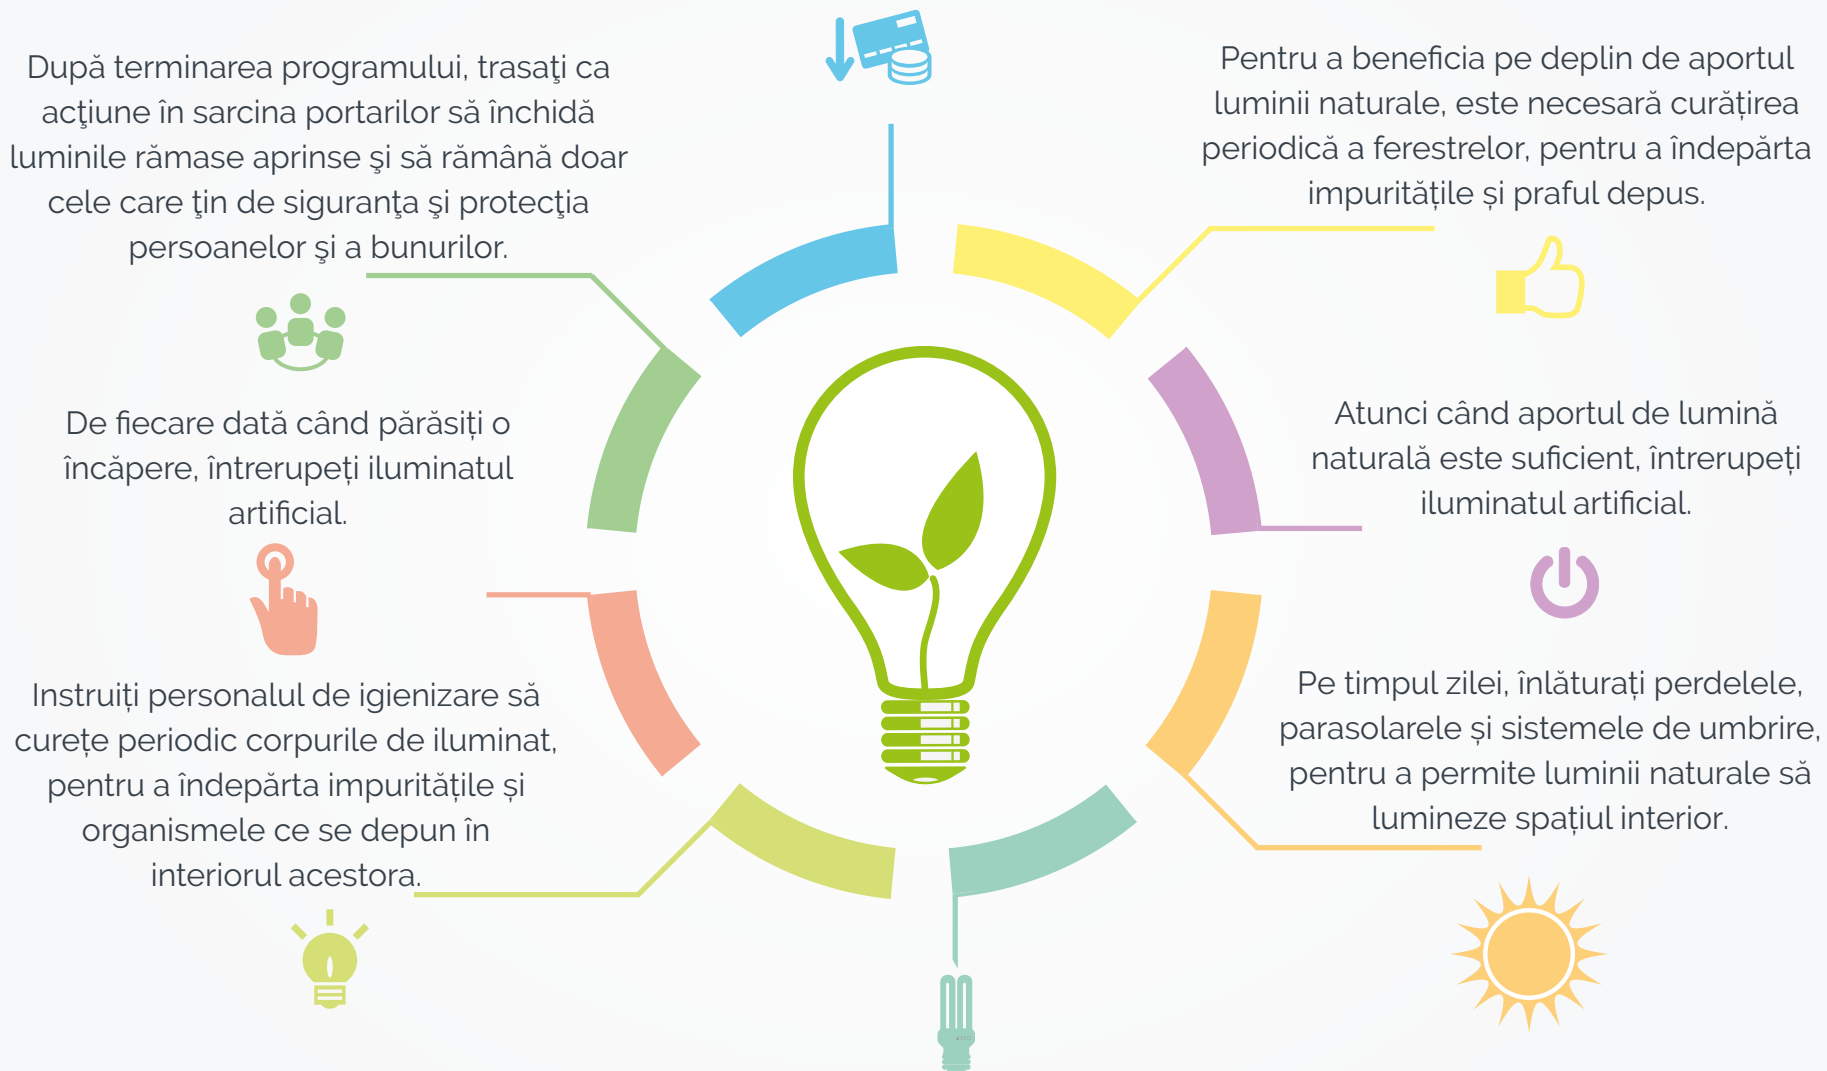 După terminarea programului, trasaţi ca
acţiune în sarcina portarilor să închidă
luminile rămase aprinse şi să rămână doar
cele care ţin de siguranţa şi protecţia
persoanelor şi a bunurilor.
De fiecare dată când părăsiți o
încăpere, întrerupeți iluminatul
artificial.
Instruiți personalul de igienizare să
curețe periodic corpurile de iluminat,
pentru a îndepărta impuritățile și
organismele ce se depun în
interiorul acestora.
Pentru a beneficia pe deplin de aportul
luminii naturale, este necesară curățirea
periodică a ferestrelor, pentru a îndepărta
impuritățile și praful depus.
Atunci când aportul de lumină
naturală este suficient, întrerupeți
iluminatul artificial.
Pe timpul zilei, înlăturați perdelele,
parasolarele și sistemele de umbrire,
pentru a permite luminii naturale să
lumineze spațiul interior.